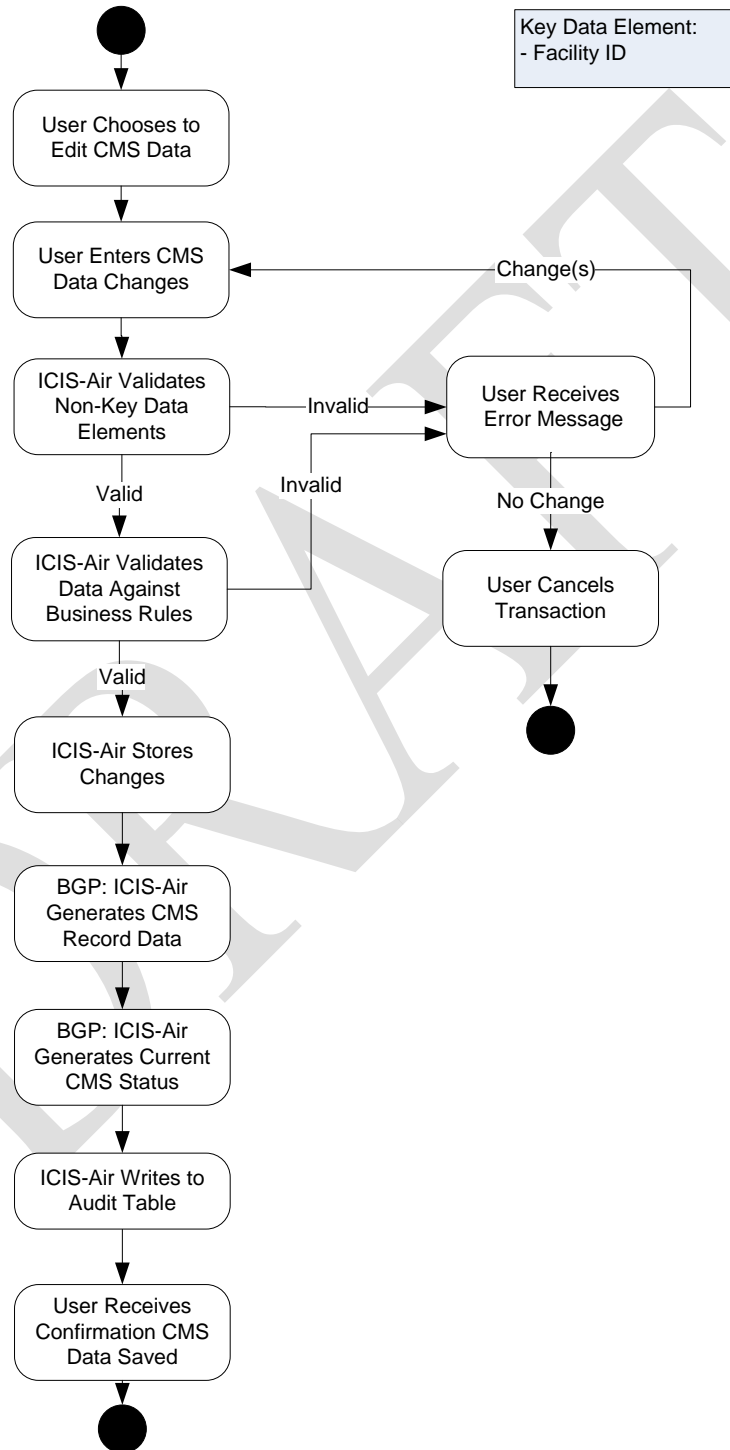 Key Data Element:
- Facility ID
User Chooses to
Edit CMS Data
User Enters CMS
Data Changes
Change(s)
ICIS-Air Validates
Non-Key Data
Elements
Invalid
User Receives
Error Message
Valid
Invalid
No Change
ICIS-Air Validates
Data Against
Business Rules
User Cancels
Transaction
Valid
ICIS-Air Stores
Changes
BGP: ICIS-Air
Generates CMS
Record Data
BGP: ICIS-Air
Generates Current
CMS Status
ICIS-Air Writes to
Audit Table
User Receives
Confirmation CMS
Data Saved
DRAFT